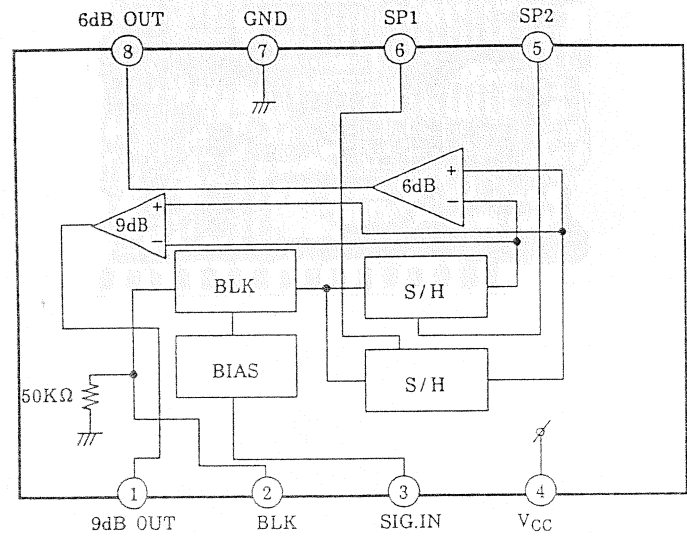 6dB OUT GND SP1 SP2
8 7 6 5
6dB
+
−
9dB
+
−
BLK
S/H
BIAS
S/H
50KΩ
1 2 3 4
9dB OUT BLK SIG.IN VCC